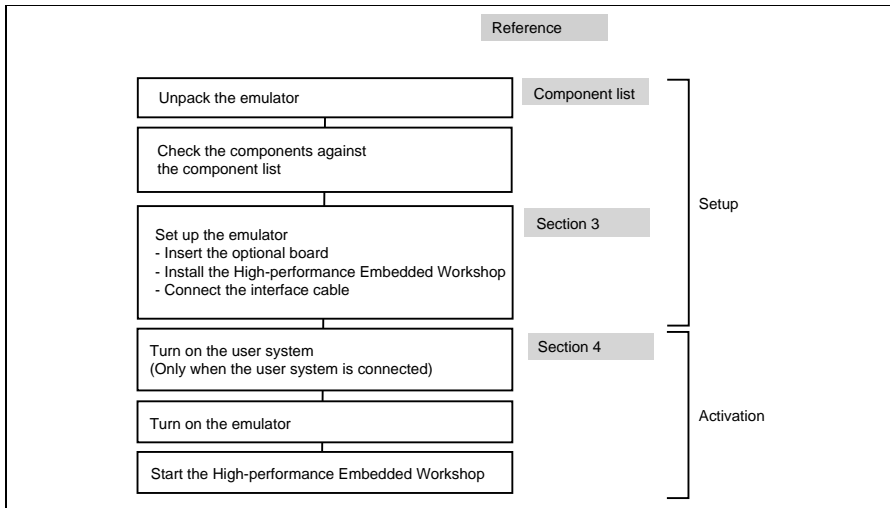 Reference
Unpack the emulator
Component list
Check the components against
the component list
Setup
Section 3
Set up the emulator
- Insert the optional board
- Install the High-performance Embedded Workshop
- Connect the interface cable
Turn on the user system
(Only when the user system is connected)
Section 4
Turn on the emulator
Activation
Start the High-performance Embedded Workshop